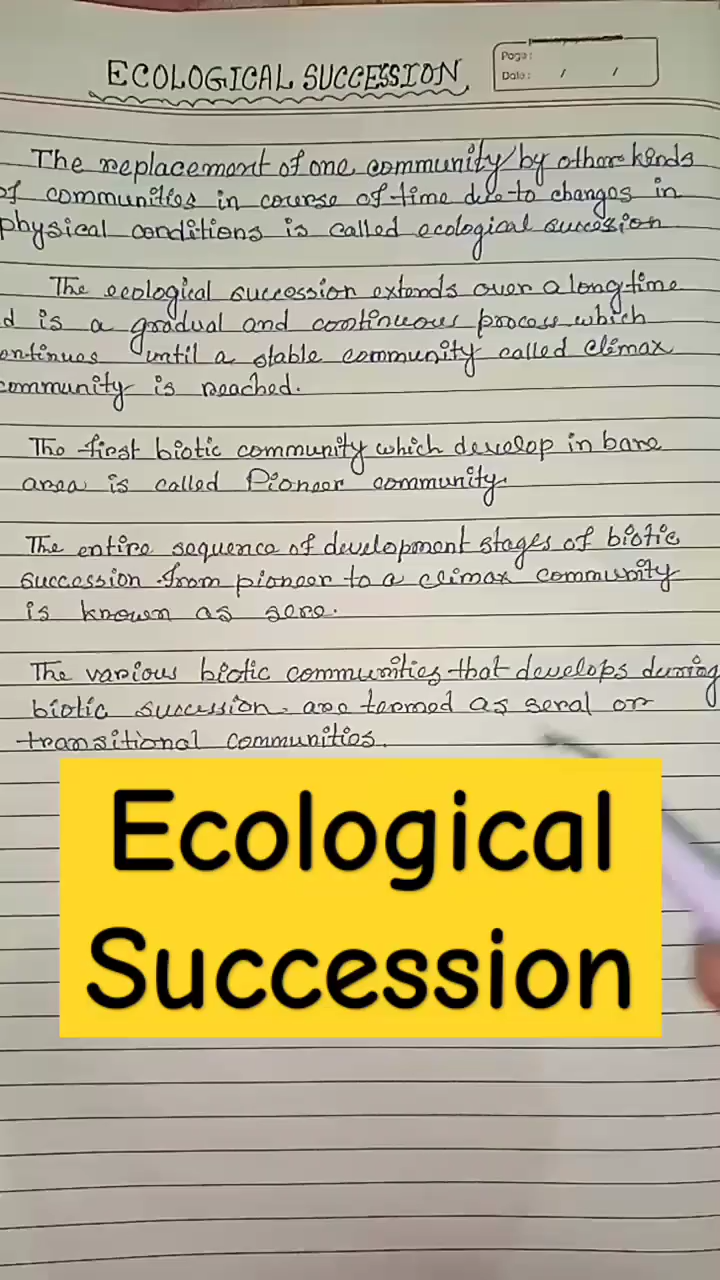 ECOLOGICAL SUCCESSION
Page:
Date: / /
The replacement of one community by other kinds
of communities in course of time due to changes in
physical conditions is called ecological succession
The ecological succession extends over a long time
d is a gradual and continuous process which
ontinues until a stable community called climax
community is reached.
The first biotic community which develop in bare
area is called Pioneer community.
The entire sequence of development stages of biotic
succession from pioneer to a climax community
is known as sere.
The various biotic communities that develops during
biotic succession are termed as seral or
transitional communities.
Ecological
Succession